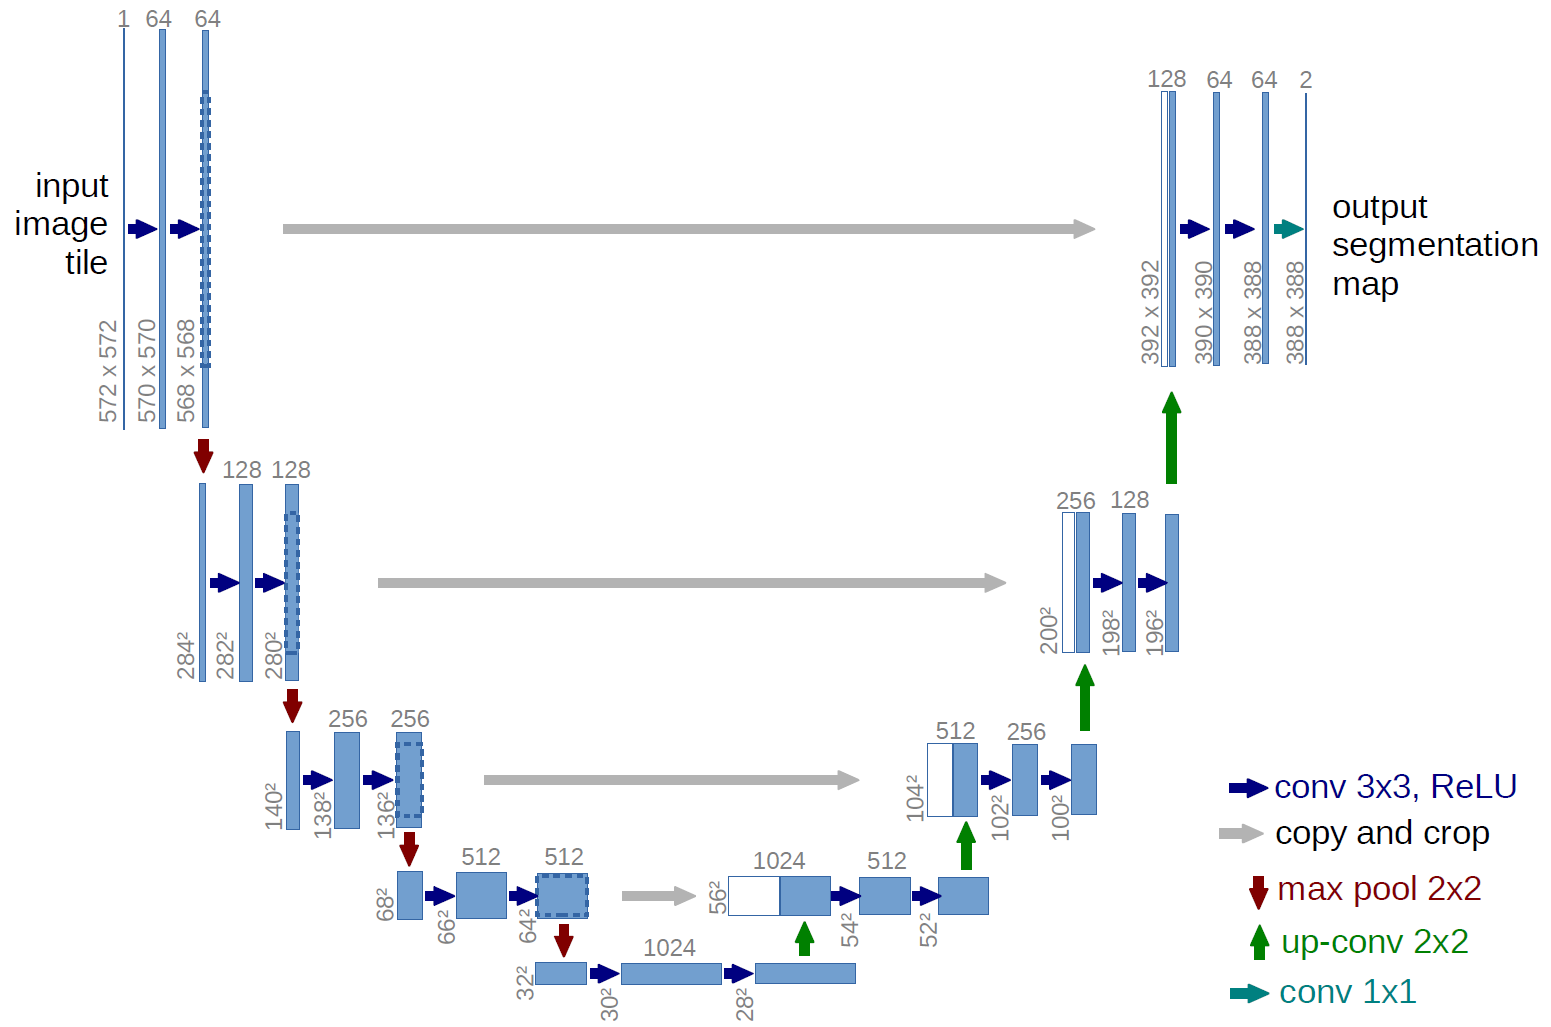 1 64 64
input
image
tile
572 x 572
570 x 570
568 x 568
128 64 64 2
output
segmentation
map
392 x 392
390 x 390
388 x 388
388 x 388
128 128
284²
282²
280²
256 128
200²
198²
196²
256 256
140²
138²
136²
512 256
104²
102²
100²
512 512
68²
66²
64²
1024 512
56²
54²
52²
1024
32²
30²
28²
conv 3x3, ReLU
copy and crop
max pool 2x2
up-conv 2x2
conv 1x1